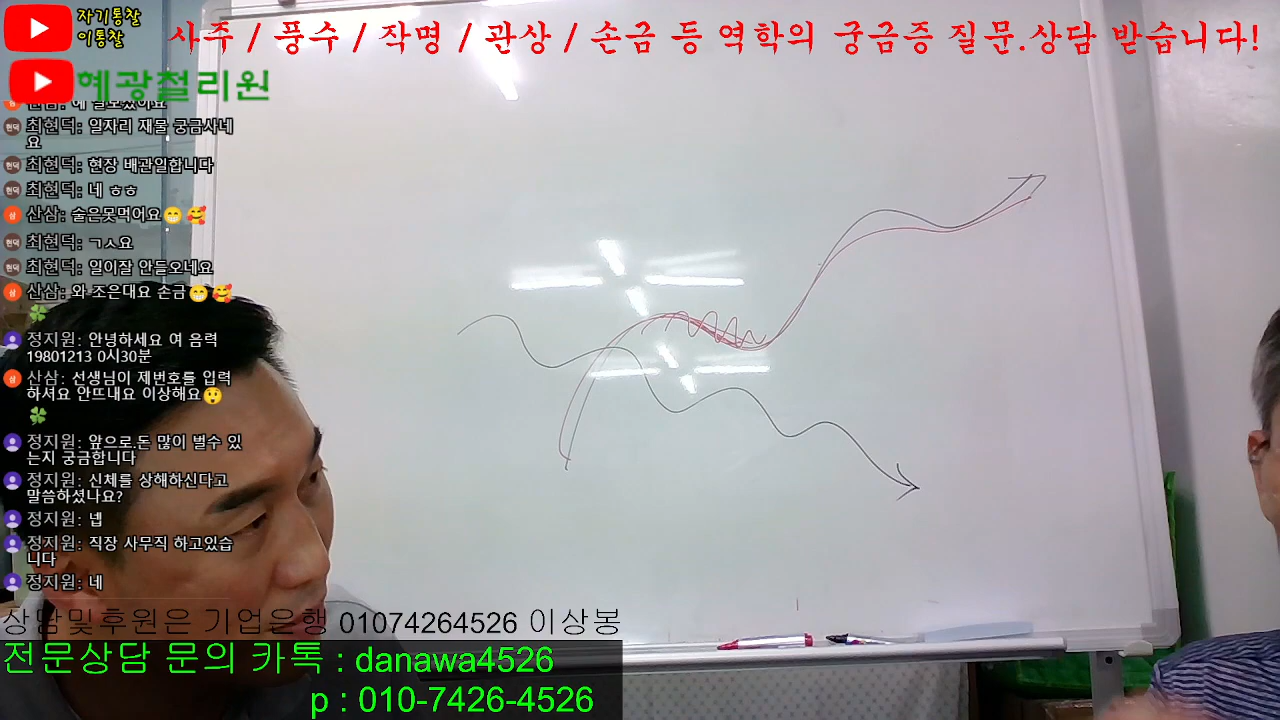 자기통찰
이통찰
사주 / 풍수 / 작명 / 관상 / 손금 등 역학의 궁금증 질문.상담 받습니다!
혜광철리원
최현덕: 일자리 재물 궁금사네
요
최현덕: 현장 배관일합니다
최현덕: 네 ㅎㅎ
산삼: 술은못먹어요😁🥰
최현덕: ㄱㅅ요
최현덕: 일이잘 안들오네요
산삼: 와 조은대요 손금😁🥰
🍀
정지원: 안녕하세요 여 음력
19801213 0시30분
산삼: 선생님이 제번호를 입력
하셔요 안뜨내요 이상해요😲
🍀
정지원: 앞으로.돈 많이 벌수 있
는지 궁금합니다
정지원: 신체를 상해하신다고
말씀하셨나요?
정지원: 넵
정지원: 직장 사무직 하고있습
니다
정지원: 네
상담및후원은 기업은행 01074264526 이상봉
전문상담 문의 카톡 : danawa4526
p : 010-7426-4526